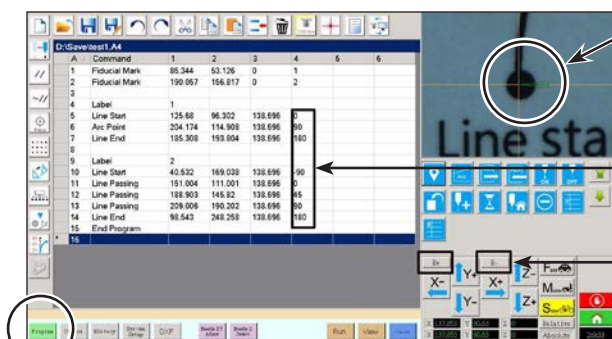 D:\Save\test1.A4
A Command 1 2 3 4 5 6
1 Fiducial Mark 85.344 53.126 0 1
2 Fiducial Mark 190.057 156.817 0 2
3
4 Label 1
5 Line Start 125.68 96.302 138.696 0
6 Arc Point 204.174 114.908 138.696 90
7 Line End 185.308 193.804 138.696 180
8
9 Label 2
10 Line Start 40.532 169.038 138.696 -90
11 Line Passing 151.004 111.001 138.696 0
12 Line Passing 188.903 145.82 138.696 45
13 Line Passing 209.006 190.202 138.696 90
14 Line End 98.543 248.258 138.696 180
15 End Program
* 16
Line sta
X- Y+ X+ Z-
Y- Z+
Program
DXF
Run View
Relative
Absolute